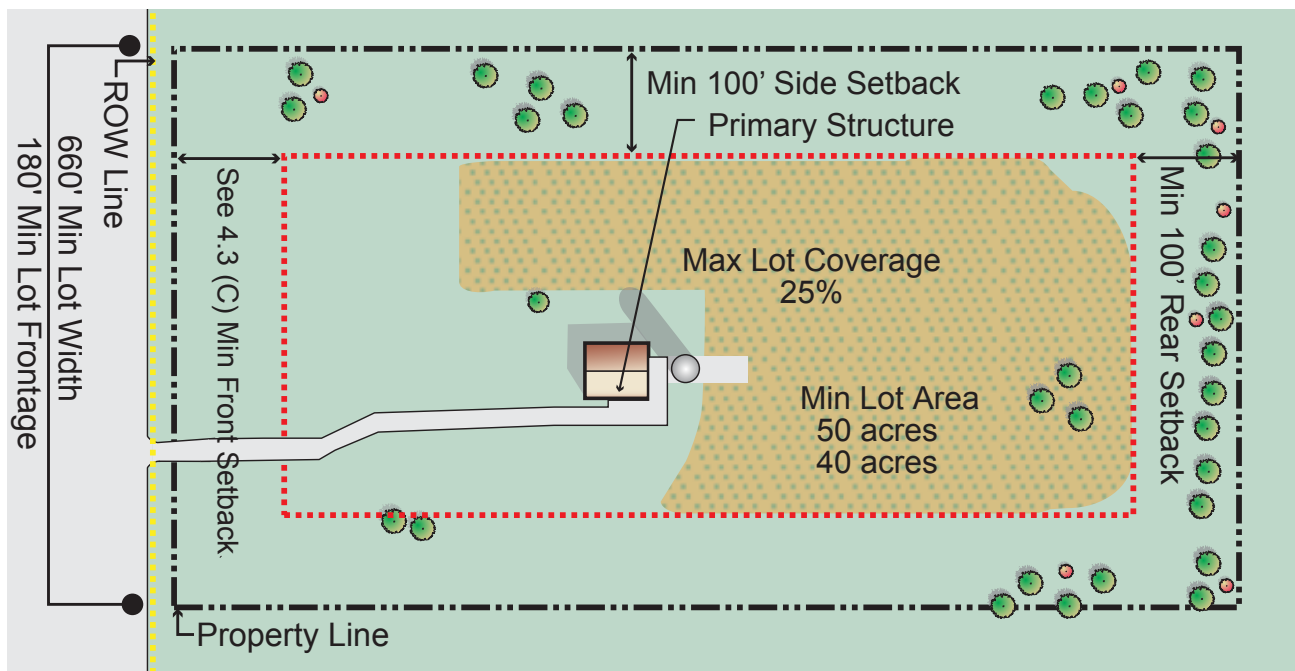 ROW Line
660' Min Lot Width
180' Min Lot Frontage
See 4.3 (C) Min Front Setback
Min 100’ Side Setback
Primary Structure
Max Lot Coverage
25%
Min Lot Area
50 acres
40 acres
Min 100’ Rear Setback
Property Line